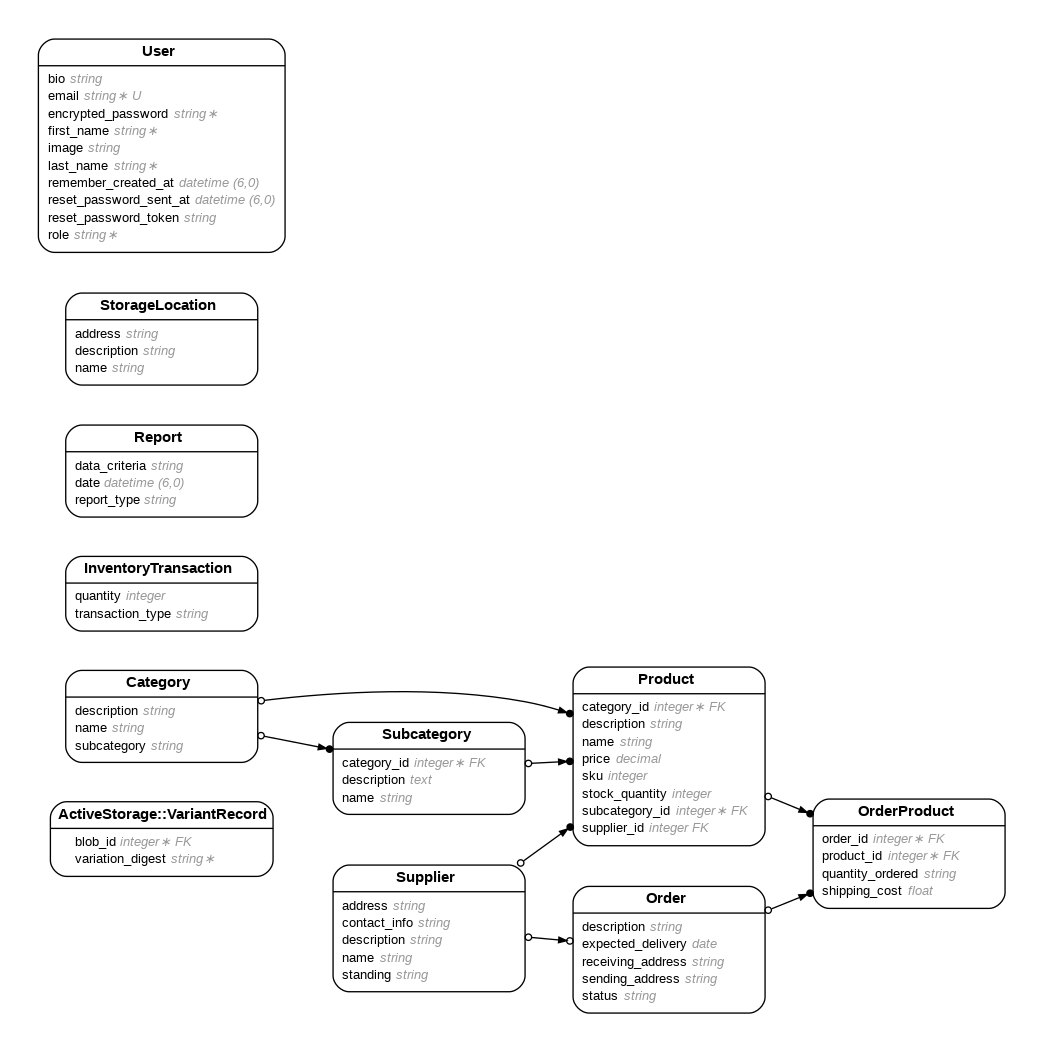 User
bio string
email string∗ U
encrypted_password string∗
first_name string∗
image string
last_name string∗
remember_created_at datetime (6,0)
reset_password_sent_at datetime (6,0)
reset_password_token string
role string∗
StorageLocation
address string
description string
name string
Report
data_criteria string
date datetime (6,0)
report_type string
InventoryTransaction
quantity integer
transaction_type string
Category
description string
name string
subcategory string
ActiveStorage::VariantRecord
blob_id integer∗ FK
variation_digest string∗
Subcategory
category_id integer∗ FK
description text
name string
Supplier
address string
contact_info string
description string
name string
standing string
Product
category_id integer∗ FK
description string
name string
price decimal
sku integer
stock_quantity integer
subcategory_id integer∗ FK
supplier_id integer FK
Order
description string
expected_delivery date
receiving_address string
sending_address string
status string
OrderProduct
order_id integer∗ FK
product_id integer∗ FK
quantity_ordered string
shipping_cost float